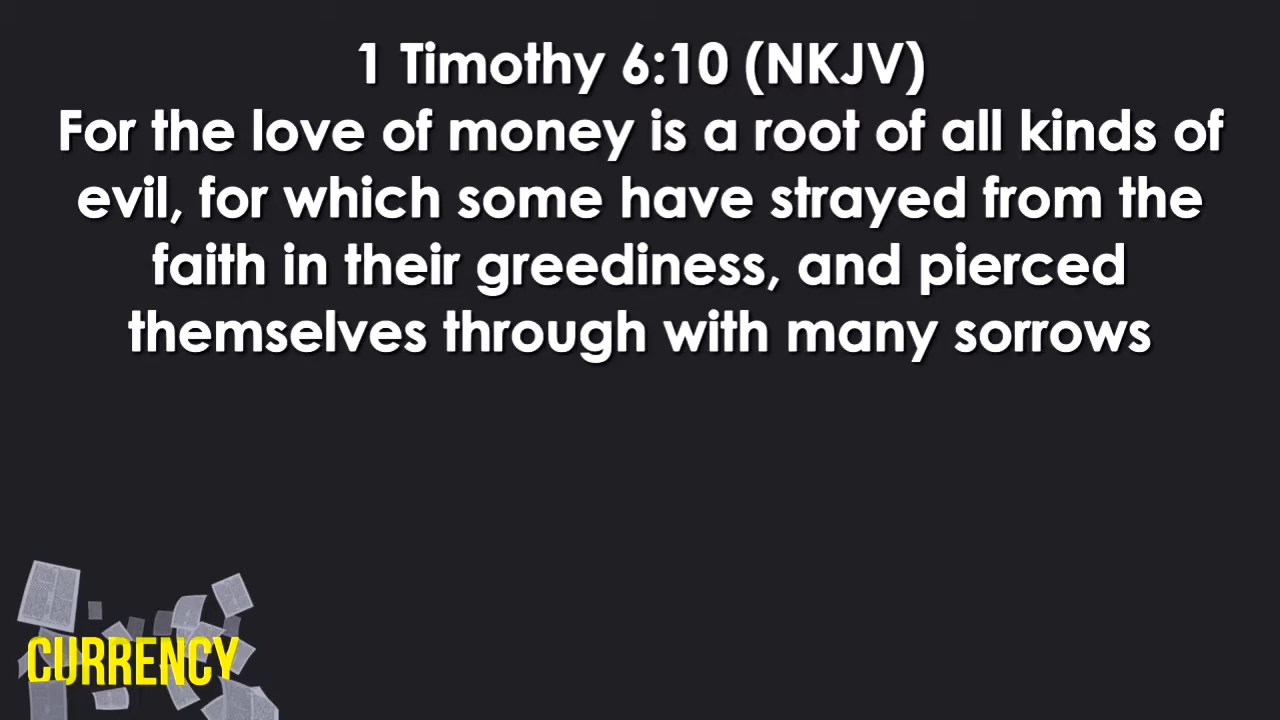 1 Timothy 6:10 (NKJV)
For the love of money is a root of all kinds of
evil, for which some have strayed from the
faith in their greediness, and pierced
themselves through with many sorrows
CURRENCY